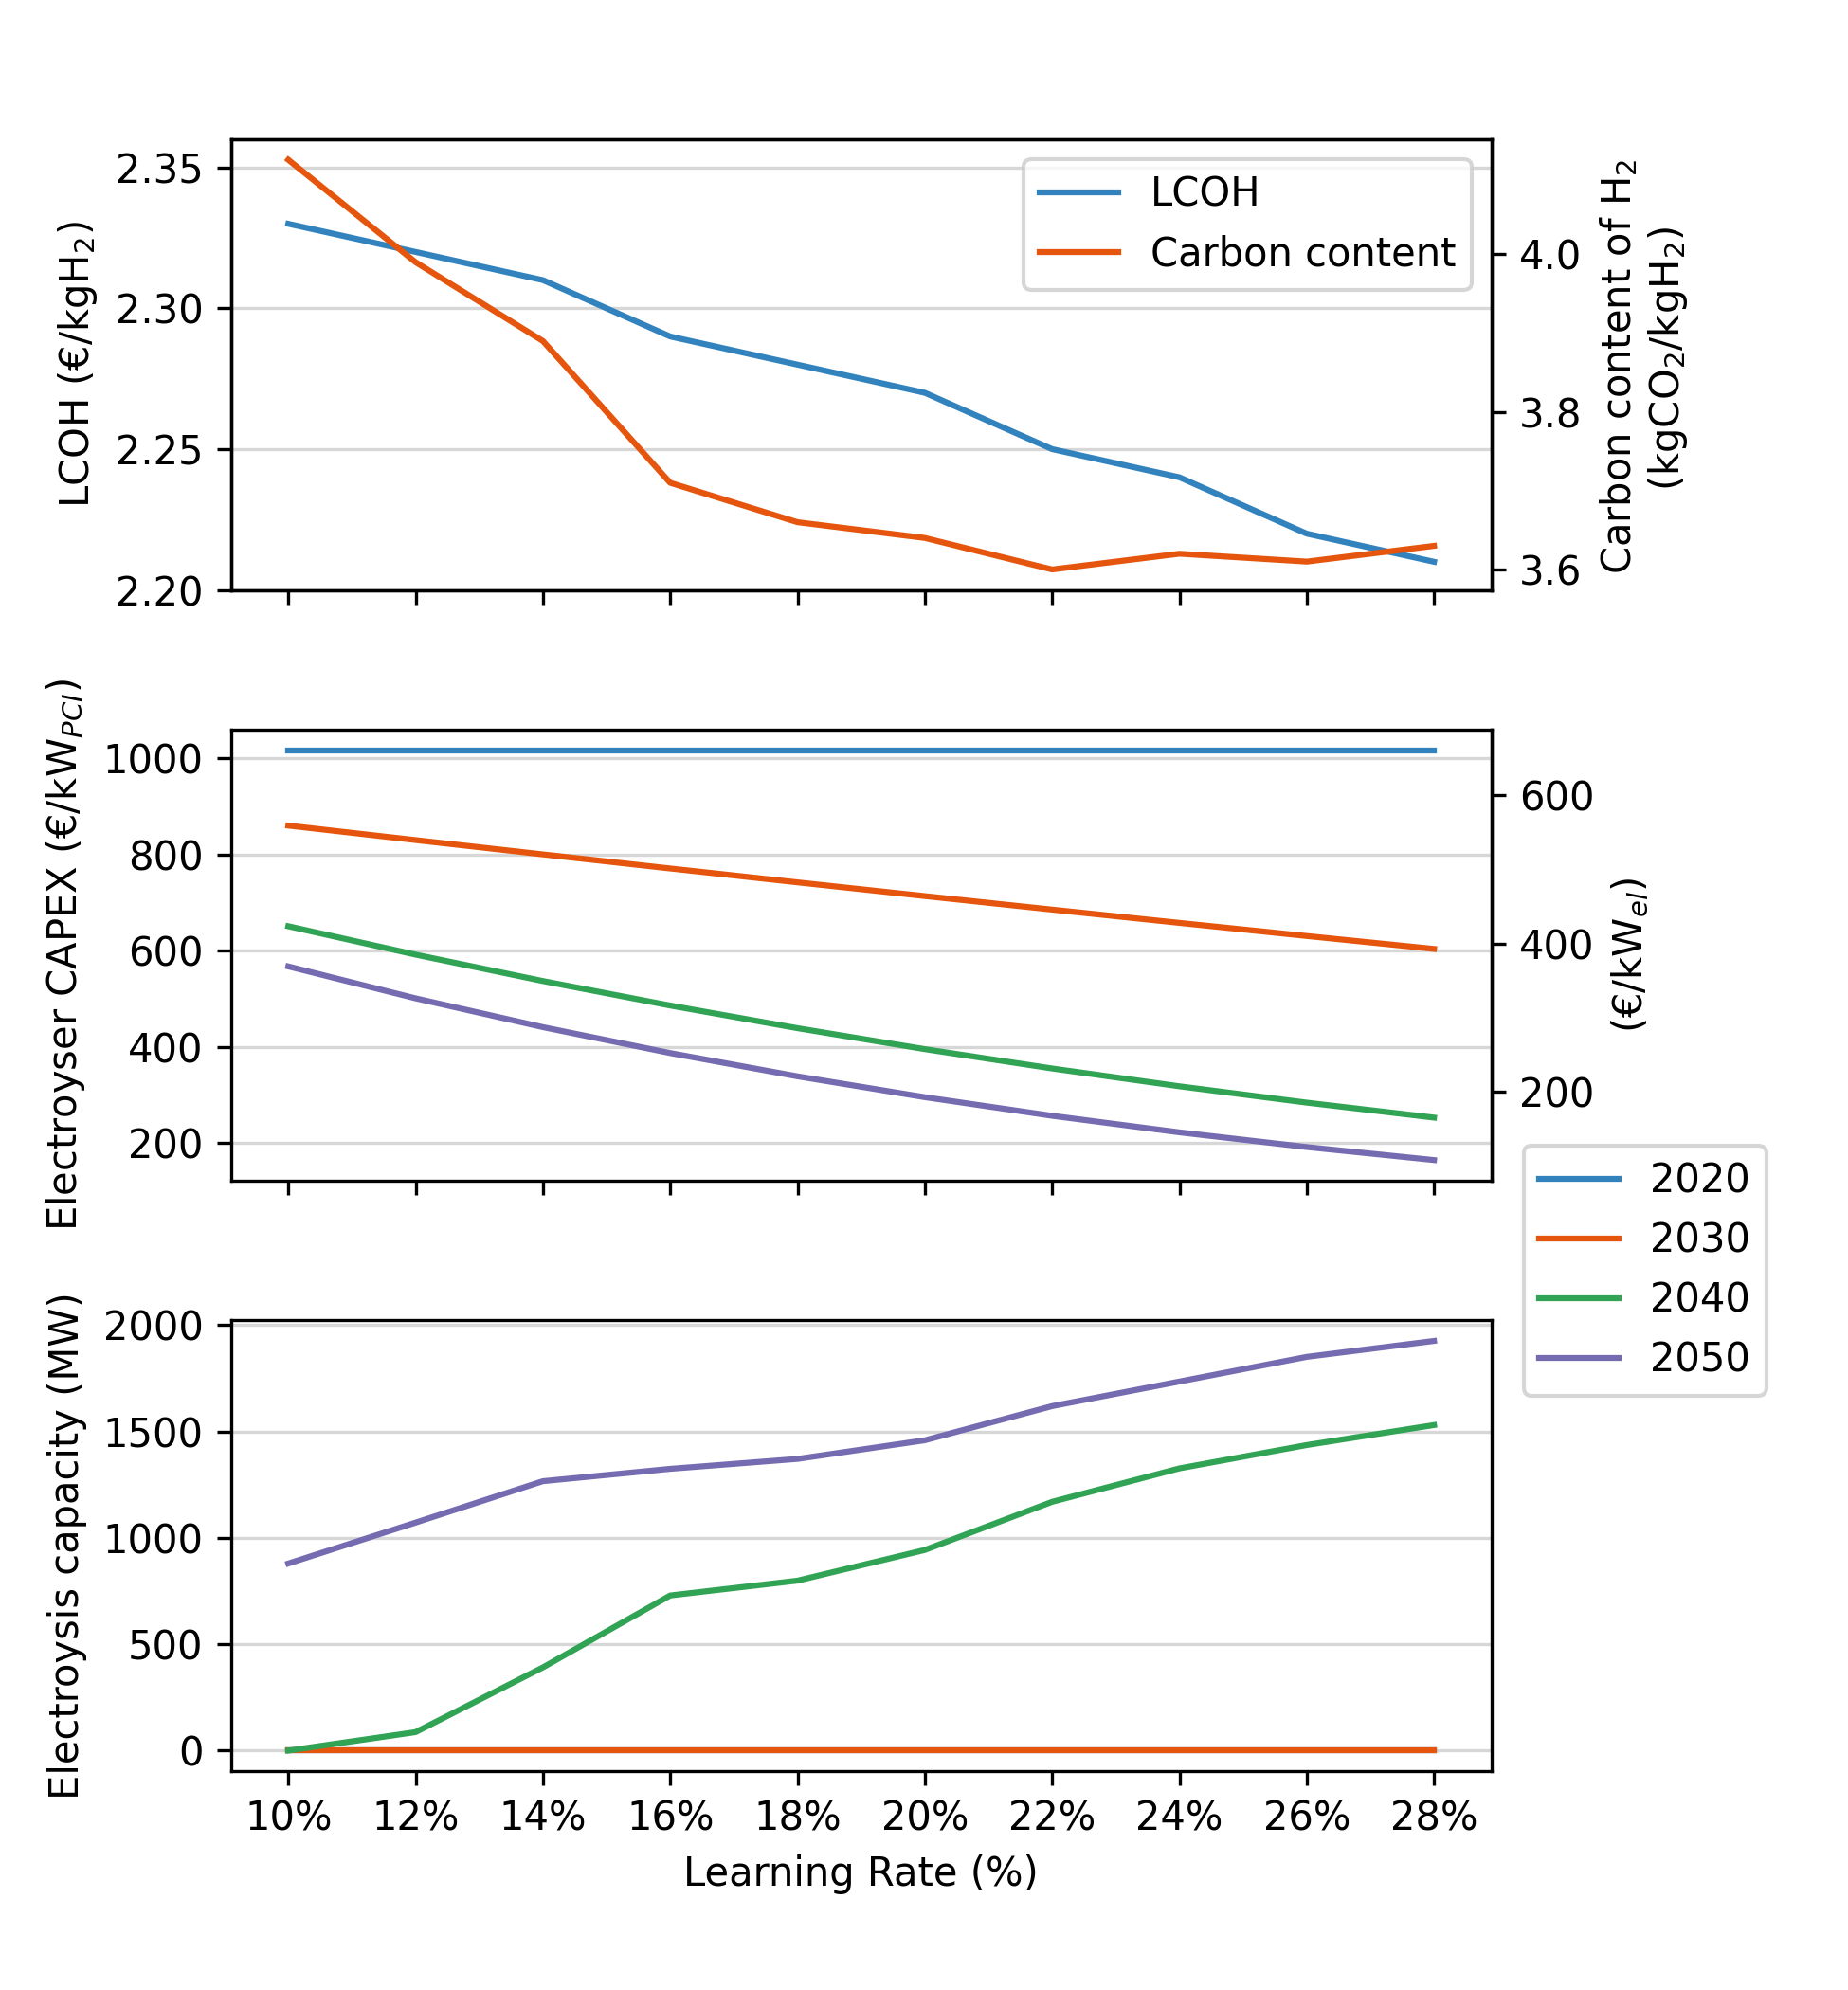 LCOH (€/kgH₂)
2.35
2.30
2.25
2.20
LCOH
Carbon content
4.0
3.8
3.6
Carbon content of H₂
(kgCO₂/kgH₂)
Electroyser CAPEX (€/kW_PCI)
1000
800
600
400
200
600
400
200
(€/kW_el)
2020
2030
2040
2050
Electroysis capacity (MW)
2000
1500
1000
500
0
10% 12% 14% 16% 18% 20% 22% 24% 26% 28%
Learning Rate (%)